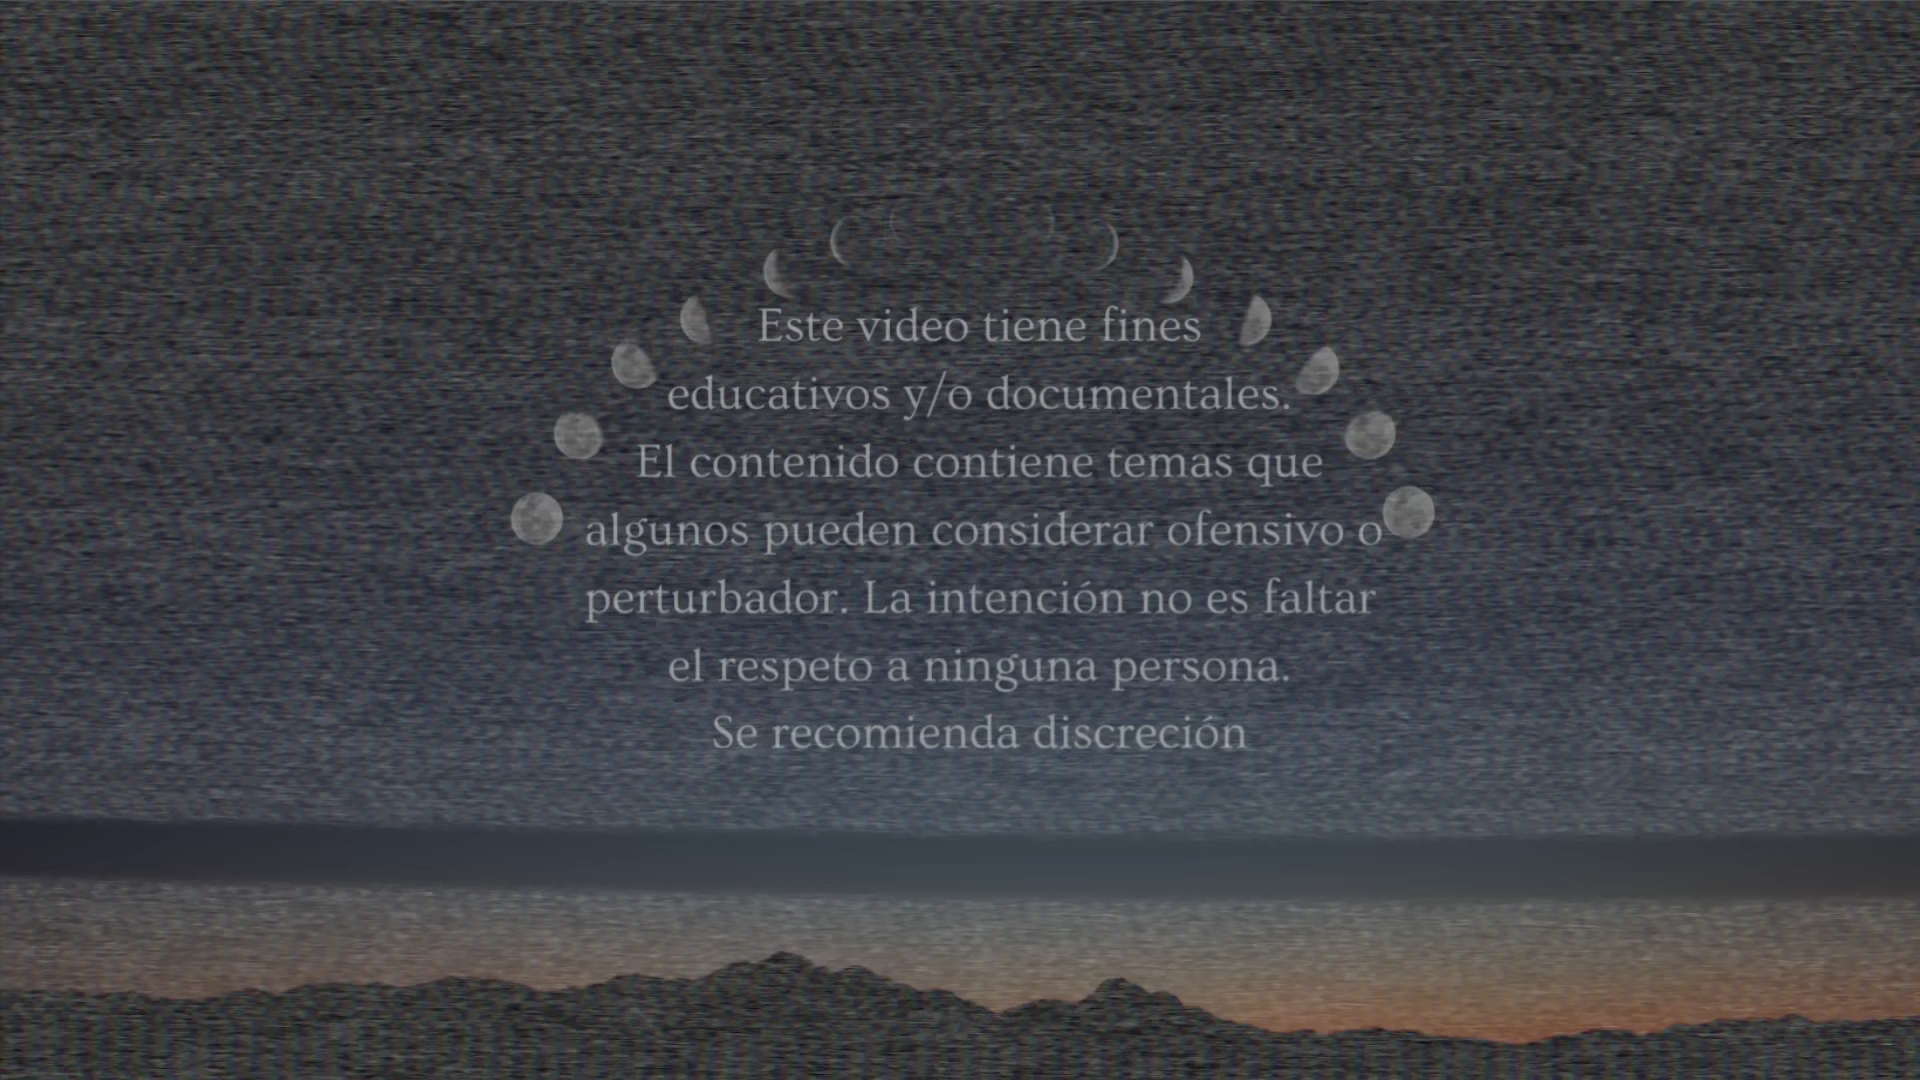 Este video tiene fines
educativos y/o documentales.
El contenido contiene temas que
algunos pueden considerar ofensivo o
perturbador. La intención no es faltar
el respeto a ninguna persona.
Se recomienda discreción